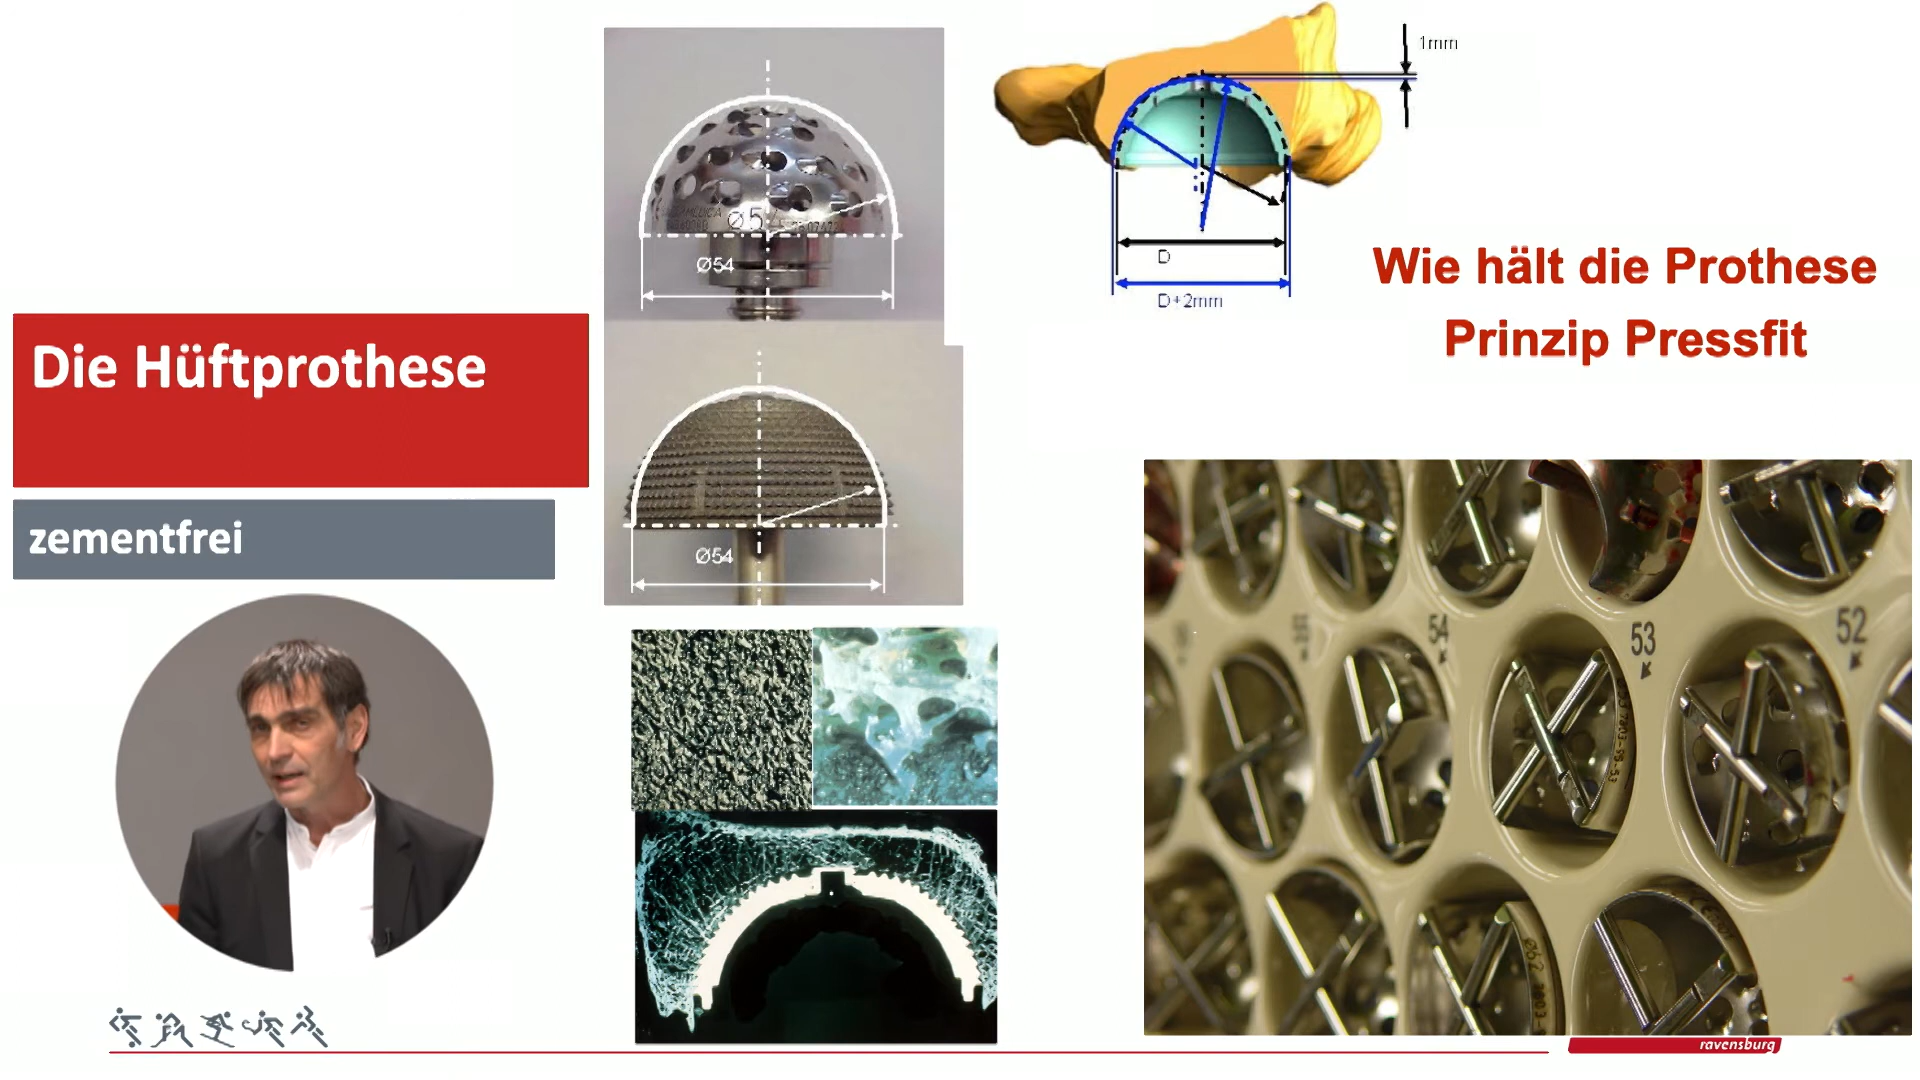 Die Hüftprothese
zementfrei
Ø54
Ø54
1mm
D
D+2mm
Wie hält die Prothese
Prinzip Pressfit
54
53
52
ravensburg